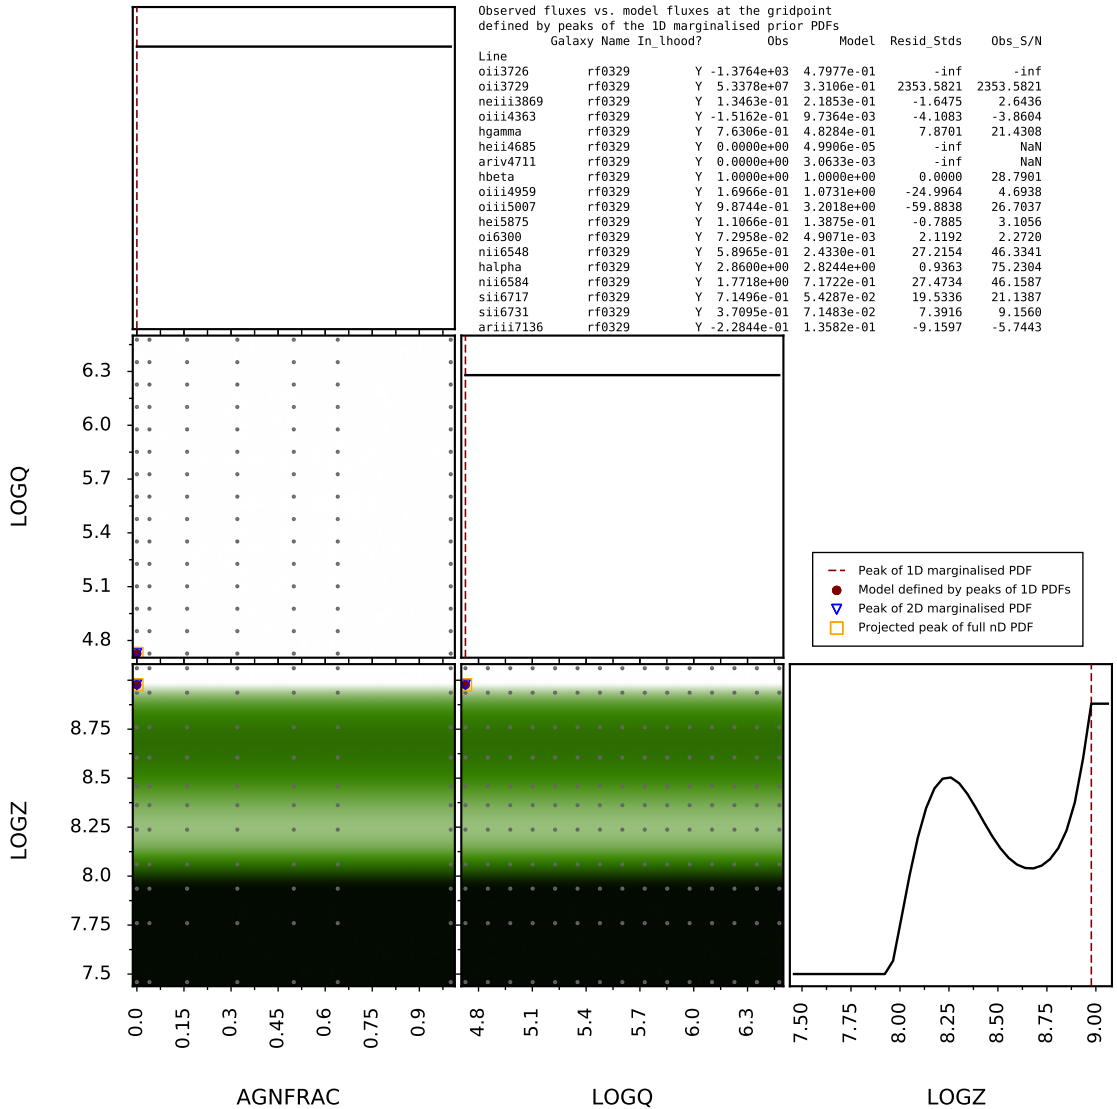 Observed fluxes vs. model fluxes at the gridpoint
defined by peaks of the 1D marginalised prior PDFs
Galaxy Name In_lhood? Obs Model Resid_Stds Obs_S/N
Line
oii3726 rf0329 Y -1.3764e+03 4.7977e-01 -inf -inf
oii3729 rf0329 Y 5.3378e+07 3.3106e-01 2353.5821 2353.5821
neiii3869 rf0329 Y 1.3463e-01 2.1853e-01 -1.6475 2.6436
oiii4363 rf0329 Y -1.5162e-01 9.7364e-03 -4.1083 -3.8604
hgamma rf0329 Y 7.6306e-01 4.8284e-01 7.8701 21.4308
heii4685 rf0329 Y 0.0000e+00 4.9906e-05 -inf NaN
ariv4711 rf0329 Y 0.0000e+00 3.0633e-03 -inf NaN
hbeta rf0329 Y 1.0000e+00 1.0000e+00 0.0000 28.7901
oiii4959 rf0329 Y 1.6966e-01 1.0731e+00 -24.9964 4.6938
oiii5007 rf0329 Y 9.8744e-01 3.2018e+00 -59.8838 26.7037
hei5875 rf0329 Y 1.1066e-01 1.3875e-01 -0.7885 3.1056
oi6300 rf0329 Y 7.2958e-02 4.9071e-03 2.1192 2.2720
nii6548 rf0329 Y 5.8965e-01 2.4330e-01 27.2154 46.3341
halpha rf0329 Y 2.8600e+00 2.8244e+00 0.9363 75.2304
nii6584 rf0329 Y 1.7718e+00 7.1722e-01 27.4734 46.1587
sii6717 rf0329 Y 7.1496e-01 5.4287e-02 19.5336 21.1387
sii6731 rf0329 Y 3.7095e-01 7.1483e-02 7.3916 9.1560
ariii7136 rf0329 Y -2.2844e-01 1.3582e-01 -9.1597 -5.7443
LOGQ
6.3
6.0
5.7
5.4
5.1
4.8
Peak of 1D marginalised PDF
Model defined by peaks of 1D PDFs
Peak of 2D marginalised PDF
Projected peak of full nD PDF
LOGZ
8.75
8.5
8.25
8.0
7.75
7.5
0.0 0.15 0.3 0.45 0.6 0.75 0.9
4.8 5.1 5.4 5.7 6.0 6.3
7.50 7.75 8.00 8.25 8.50 8.75 9.00
AGNFRAC LOGQ LOGZ